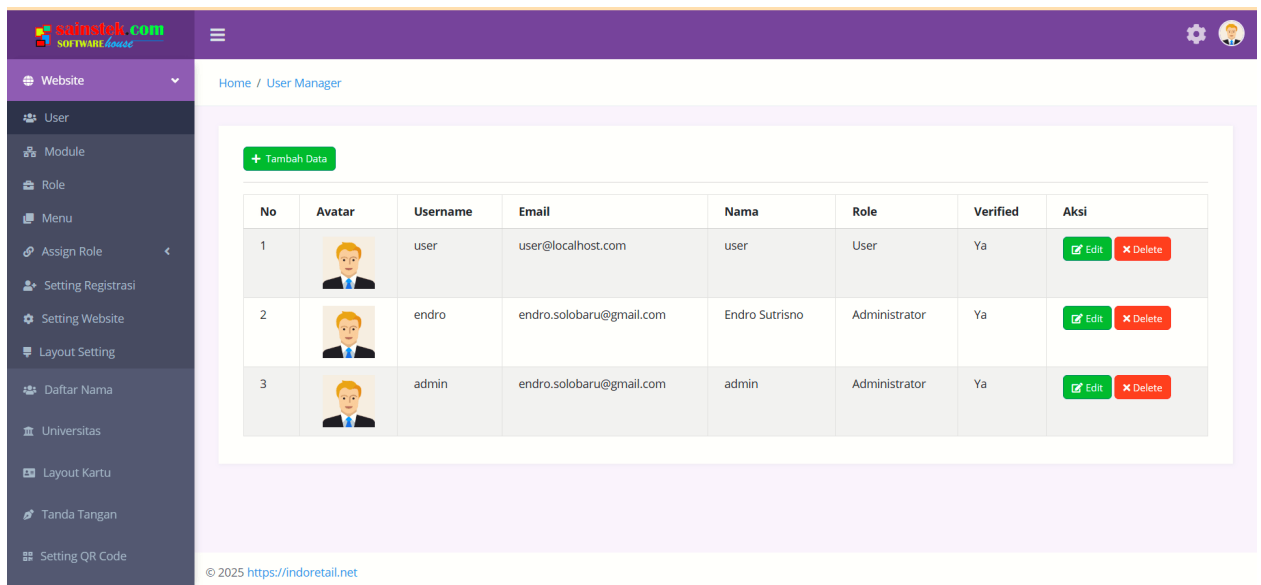 sainstek.com
SOFTWARE house
Website
Home / User Manager
User
Module
Role
Menu
Assign Role
Setting Registrasi
Setting Website
Layout Setting
Daftar Nama
Universitas
Layout Kartu
Tanda Tangan
Setting QR Code
Tambah Data
No Avatar Username Email Nama Role Verified Aksi
1 user user@localhost.com user User Ya Edit Delete
2 endro endro.solobaru@gmail.com Endro Sutrisno Administrator Ya Edit Delete
3 admin endro.solobaru@gmail.com admin Administrator Ya Edit Delete
© 2025 https://indoretail.net